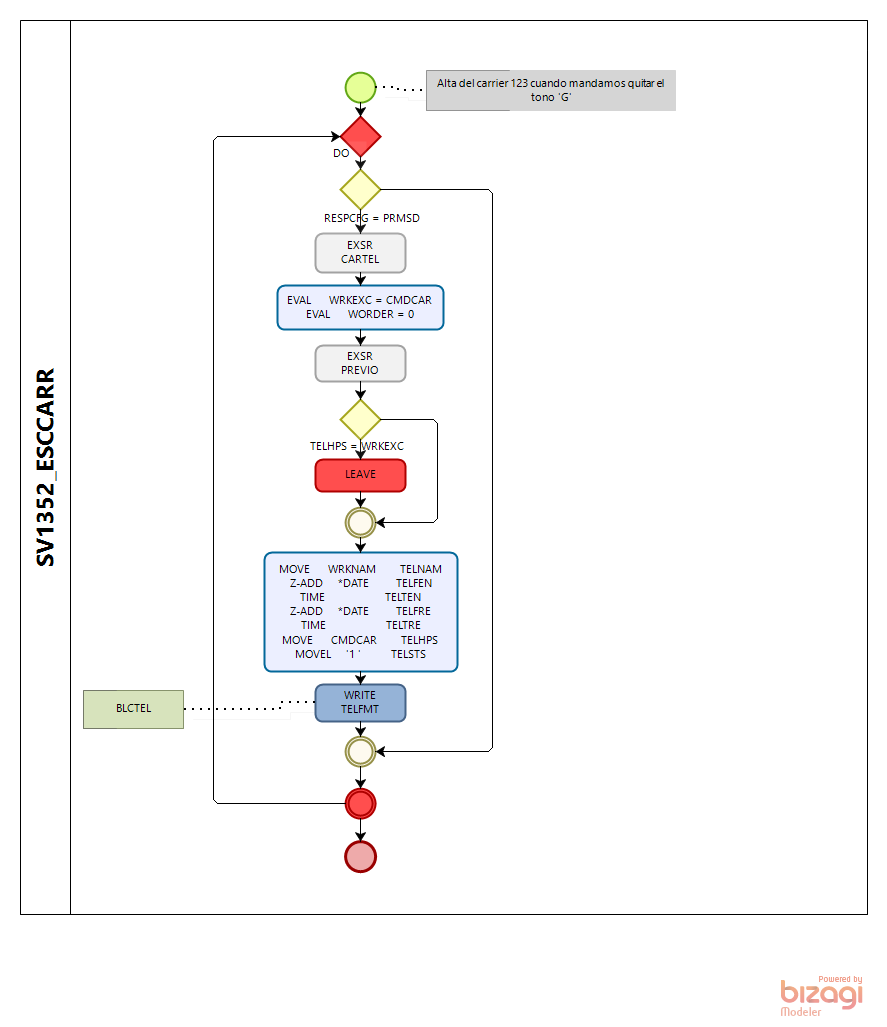 SV1352_ESCCARR
Alta del carrier 123 cuando mandamos quitar el
tono 'G'
DO
RESPCFG = PRMSD
EXSR
CARTEL
EVAL WRKEXC = CMDCAR
EVAL WORDER = 0
EXSR
PREVIO
TELHPS = WRKEXC
LEAVE
MOVE WRKNAM TELNAM
Z-ADD *DATE TELFEN
TIME TELTEN
Z-ADD *DATE TELFRE
TIME TELTRE
MOVE CMDCAR TELHPS
MOVEL '1 ' TELSTS
BLCTEL
WRITE
TELFMT
Powered by
bizagi
Modeler